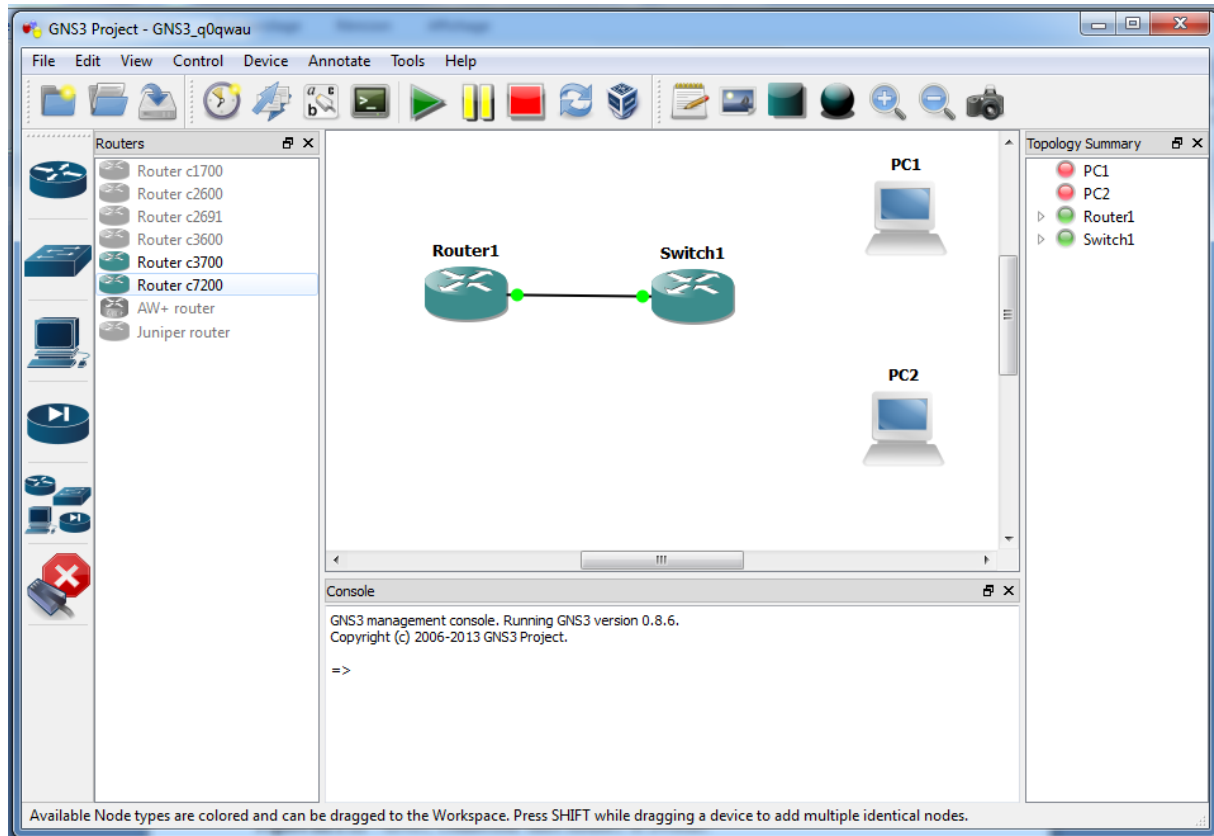 GNS3 Project - GNS3_q0qwau
File Edit View Control Device Annotate Tools Help
Routers
Router c1700
Router c2600
Router c2691
Router c3600
Router c3700
Router c7200
AW+ router
Juniper router
PC1
Router1
Switch1
PC2
Topology Summary
PC1
PC2
Router1
Switch1
Console
GNS3 management console. Running GNS3 version 0.8.6.
Copyright (c) 2006-2013 GNS3 Project.
=>
Available Node types are colored and can be dragged to the Workspace. Press SHIFT while dragging a device to add multiple identical nodes.